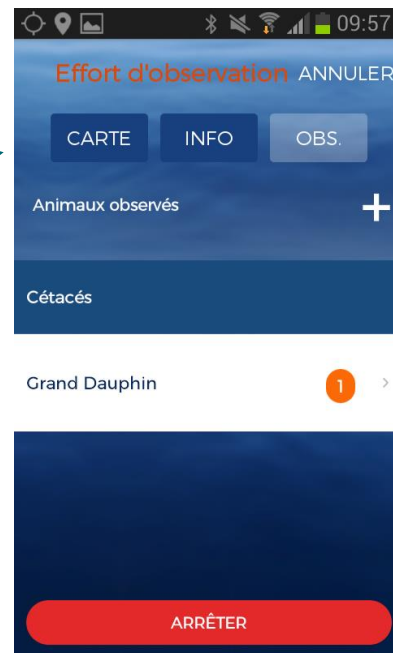 09:57
Effort d'observation ANNULER
CARTE INFO OBS.
Animaux observés +
Cétacés
Grand Dauphin 1 >
ARRÊTER